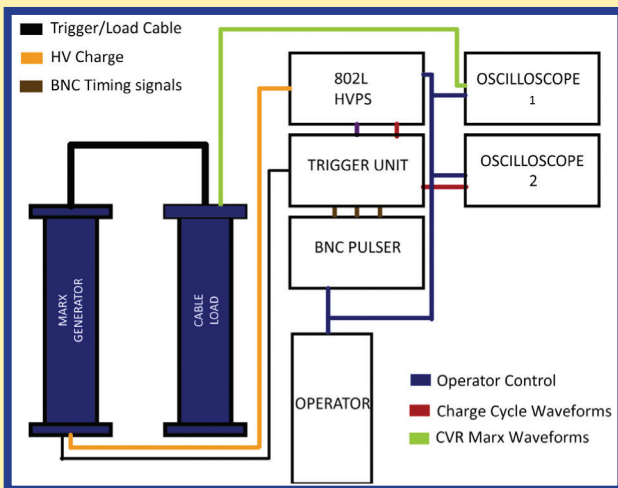 Trigger/Load Cable
HV Charge
BNC Timing signals
802L
HVPS
OSCILLOSCOPE
1
TRIGGER UNIT
OSCILLOSCOPE
2
BNC PULSER
MARX
GENERATOR
CABLE
LOAD
OPERATOR
Operator Control
Charge Cycle Waveforms
CVR Marx Waveforms